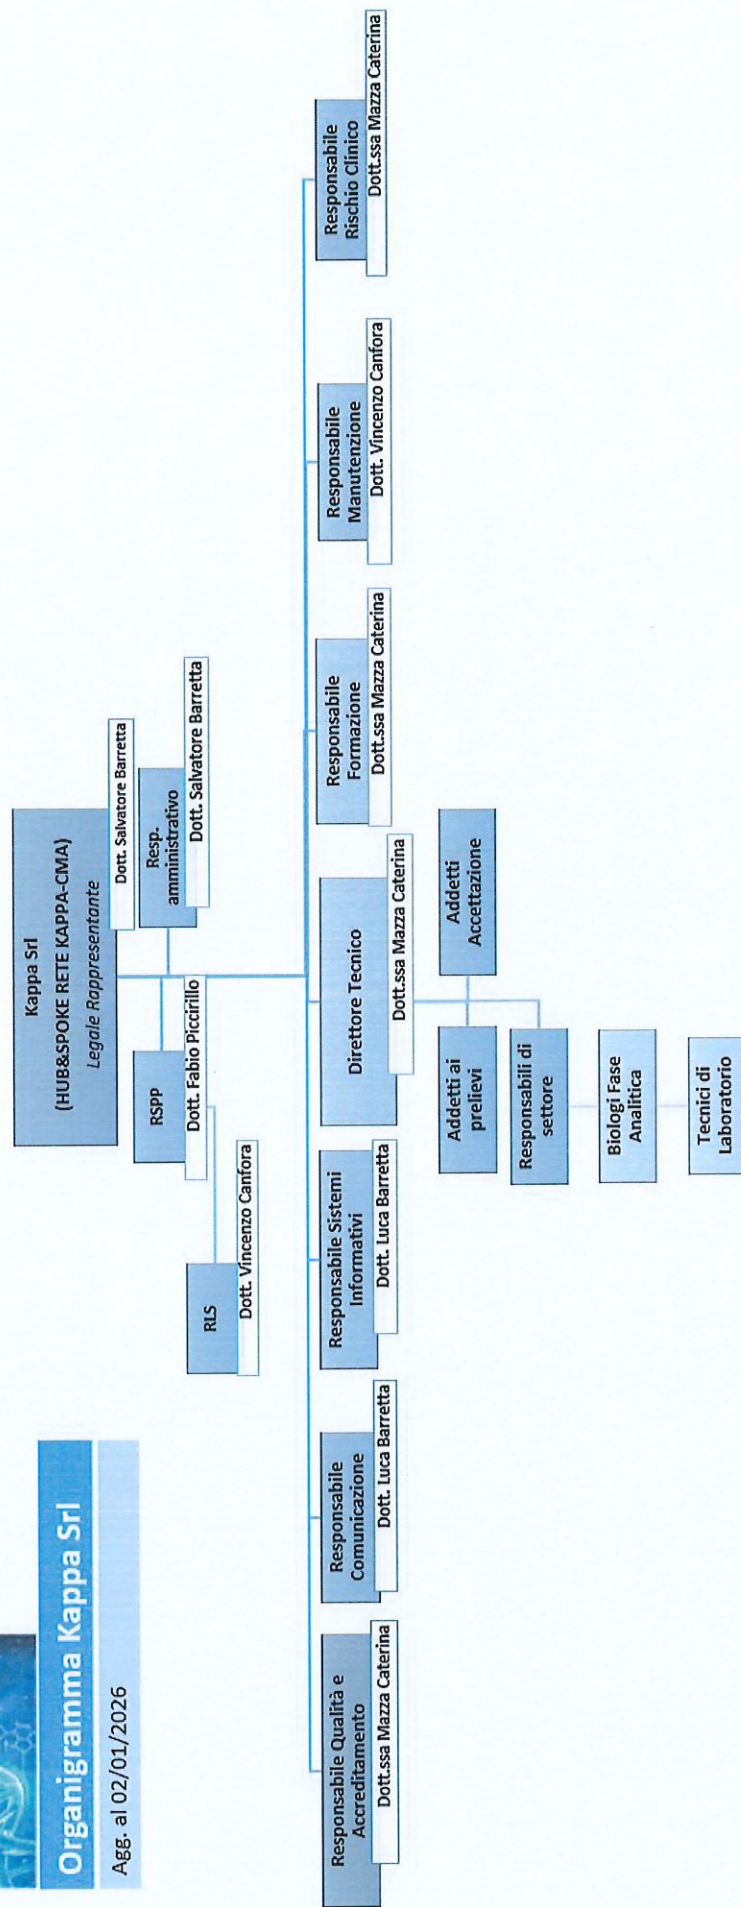 Organigramma Kappa Srl
Agg. al 02/01/2026
Kappa Srl
(HUB&SPOKE RETE KAPPA-CMA)
Legale Rappresentante
Dott. Salvatore Barretta
RSPP
Dott. Fabio Piccirillo
Resp.
amministrativo
Dott. Salvatore Barretta
RLS
Dott. Vincenzo Canfora
Responsabile Qualità e
Accreditamento
Dott.ssa Mazza Caterina
Responsabile
Comunicazione
Dott. Luca Barretta
Responsabile Sistemi
Informativi
Dott. Luca Barretta
Direttore Tecnico
Dott.ssa Mazza Caterina
Responsabile
Formazione
Dott.ssa Mazza Caterina
Responsabile
Manutenzione
Dott. Vincenzo Canfora
Responsabile
Rischio Clinico
Dott.ssa Mazza Caterina
Addetti ai
prelievi
Addetti
Accettazione
Responsabili di
settore
Biologi Fase
Analitica
Tecnici di
Laboratorio